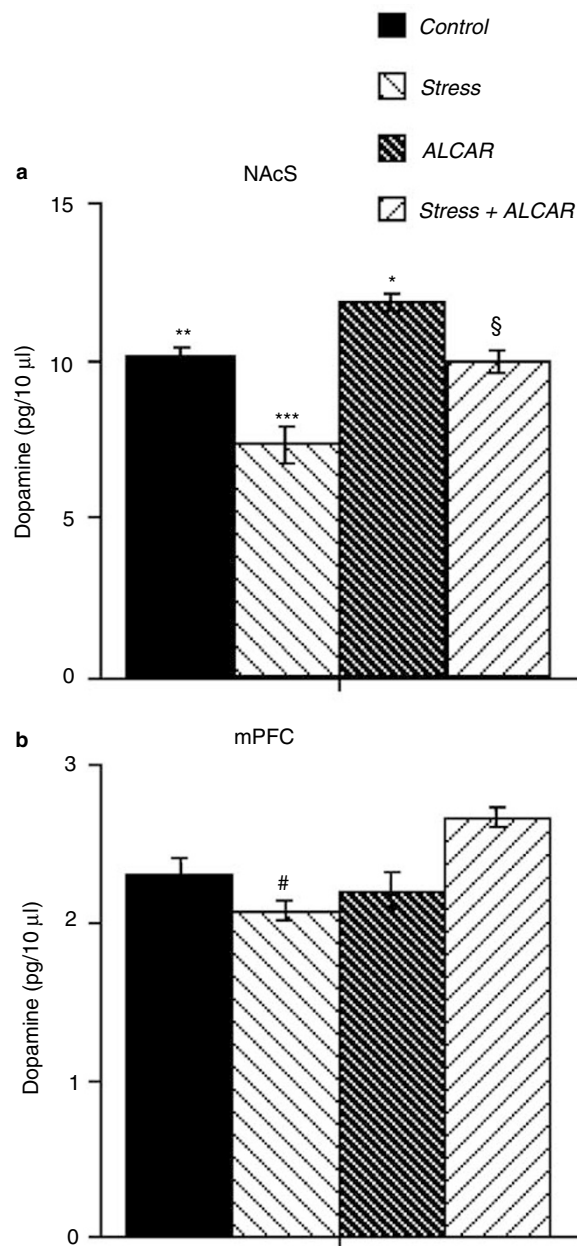 Control
Stress
ALCAR
Stress + ALCAR
a
NAcS
15
10
5
0
Dopamine (pg/10 µl)
**
***
*
§
b
mPFC
3
2
1
0
Dopamine (pg/10 µl)
#